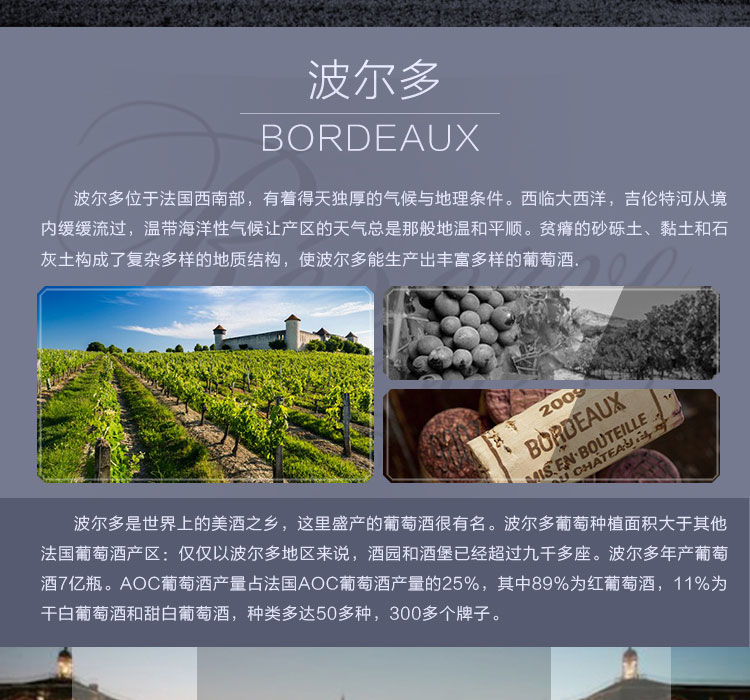 波尔多
BORDEAUX
波尔多位于法国西南部，有着得天独厚的气候与地理条件。西临大西洋，吉伦特河从境
内缓缓流过，温带海洋性气候让产区的天气总是那般地温和平顺。贫瘠的砂砾土、黏土和石
灰土构成了复杂多样的地质结构，使波尔多能生产出丰富多样的葡萄酒.
2009
BORDEAUX
MIS EN BOUTEILLE
AU CHATEAU
波尔多是世界上的美酒之乡，这里盛产的葡萄酒很有名。波尔多葡萄种植面积大于其他
法国葡萄酒产区：仅仅以波尔多地区来说，酒园和酒堡已经超过九千多座。波尔多年产葡萄
酒7亿瓶。AOC葡萄酒产量占法国AOC葡萄酒产量的25%，其中89%为红葡萄酒，11%为
干白葡萄酒和甜白葡萄酒，种类多达50多种，300多个牌子。